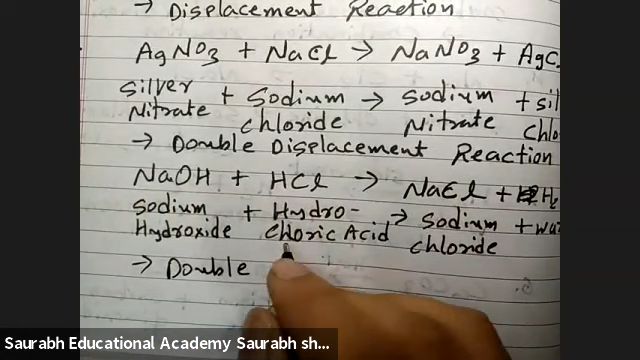 → Displacement Reaction
AgNO3 + NaCl → NaNO3 + AgC
Silver + Sodium → Sodium + sil
Nitrate chloride Nitrate chlo
→ Double Displacement Reaction
NaOH + HCl → NaCl + H2
Sodium + Hydro- → Sodium + wa
Hydroxide chloric Acid chloride
→ Double
Saurabh Educational Academy Saurabh sh...